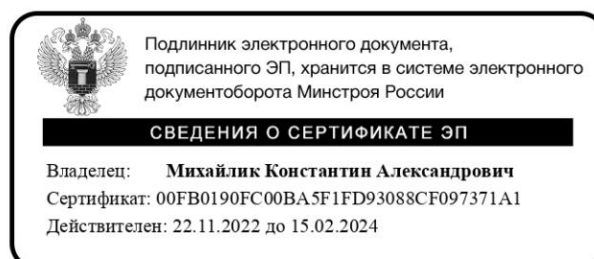 Подлинник электронного документа,
подписанного ЭП, хранится в системе электронного
документоборота Минстроя России
СВЕДЕНИЯ О СЕРТИФИКАТЕ ЭП
Владелец: Михайлик Константин Александрович
Сертификат: 00FB0190FC00BA5F1FD93088CF097371A1
Действителен: 22.11.2022 до 15.02.2024